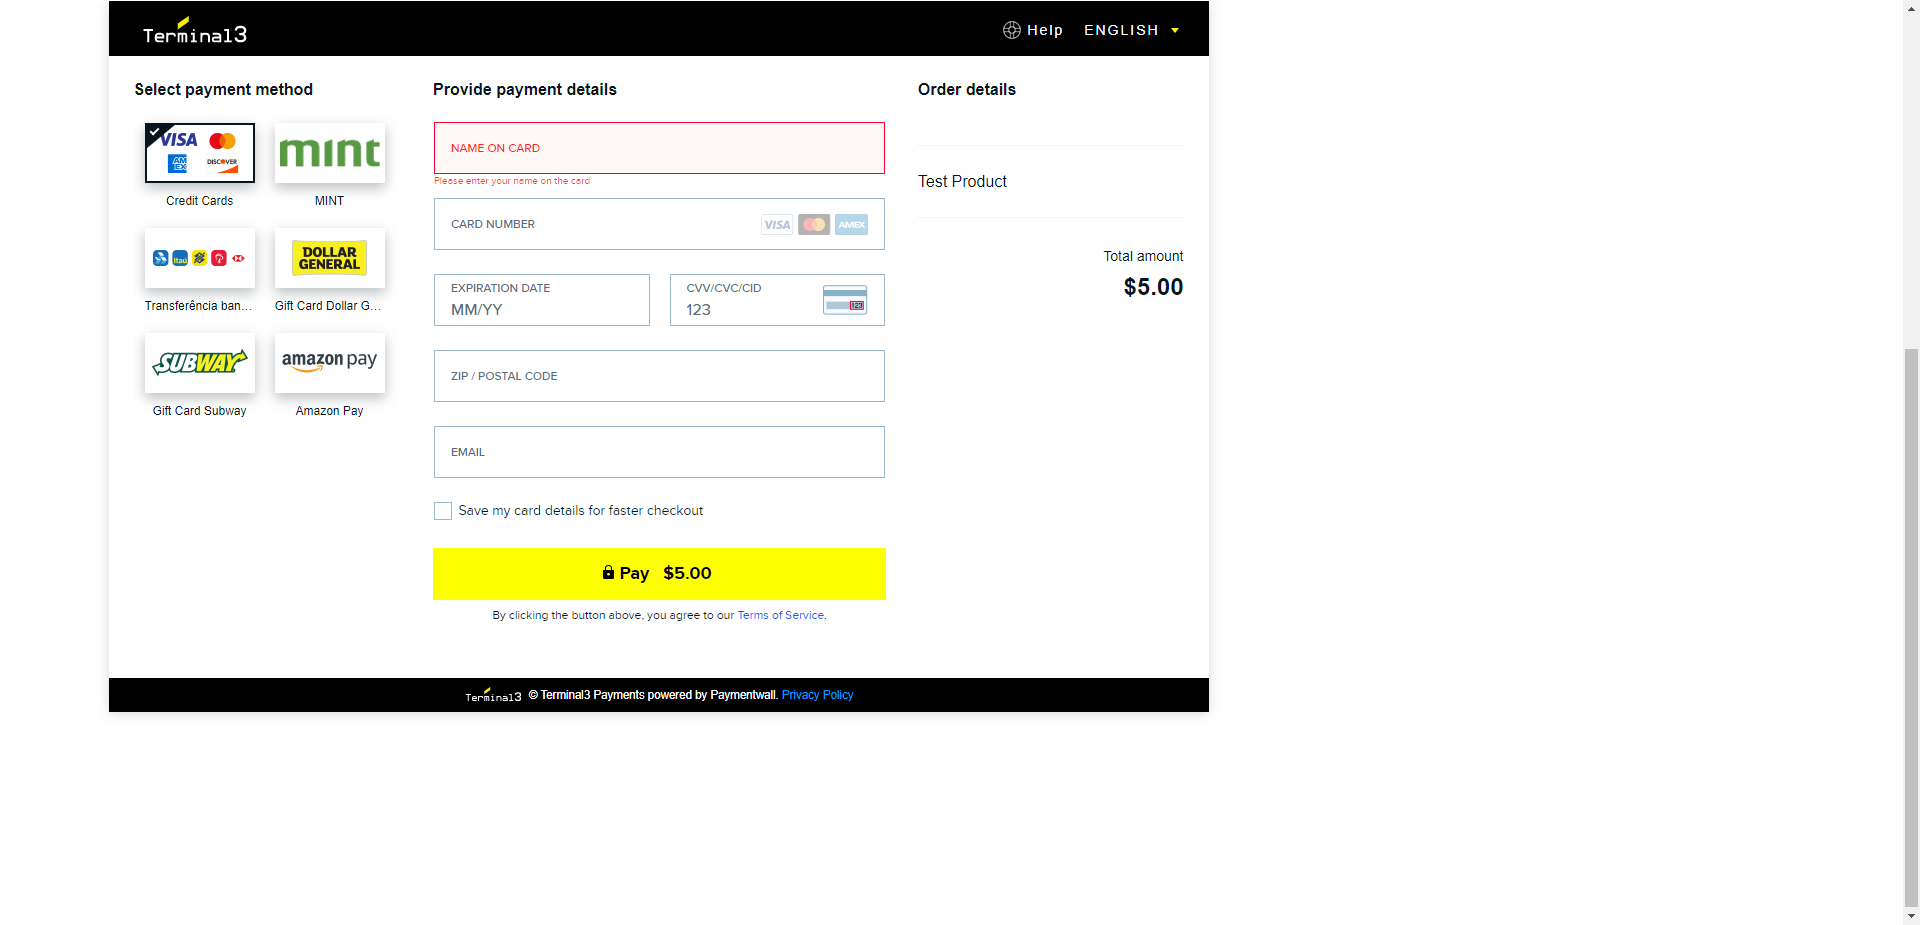 Terminal3
Help
ENGLISH
Select payment method
VISA
AM
EX
DISCOVER
Credit Cards
mint
MINT
Itaú
Transferência ban...
DOLLAR
GENERAL
Gift Card Dollar G...
SUBWAY
Gift Card Subway
amazon pay
Amazon Pay
Provide payment details
NAME ON CARD
Please enter your name on the card
CARD NUMBER
VISA
AMEX
EXPIRATION DATE
MM/YY
CVV/CVC/CID
123
123
ZIP / POSTAL CODE
EMAIL
Save my card details for faster checkout
Pay $5.00
By clicking the button above, you agree to our Terms of Service.
Order details
Test Product
Total amount
$5.00
Terminal3 © Terminal3 Payments powered by Paymentwall. Privacy Policy